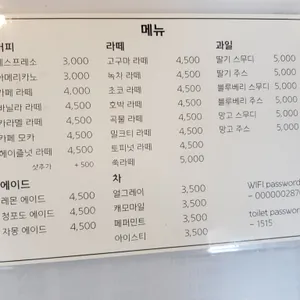 메뉴
커피
에스프레소 3,000
아메리카노 3,000
카페 라떼 4,000
바닐라 라떼 4,500
카라멜 라떼 4,500
카페 모카 4,500
헤이즐넛 라떼 4,500
샷추가 + 500
라떼
고구마 라떼 4,500
녹차 라떼 4,500
초코 라떼 4,500
호박 라떼 4,500
곡물 라떼 4,500
밀크티 라떼 4,500
토피넛 라떼 4,500
쑥라떼 5,000
과일
딸기 스무디 5,000
딸기 주스 5,000
블루베리 스무디 5,000
블루베리 주스 5,000
망고 스무디 5,000
망고 주스 5,000
에이드
레몬 에이드 4,500
청포도 에이드 4,500
자몽 에이드 4,500
차
얼그레이 3,500
캐모마일 3,500
페퍼민트 3,500
아이스티 3,500
WIFI password
toilet password
- 1515